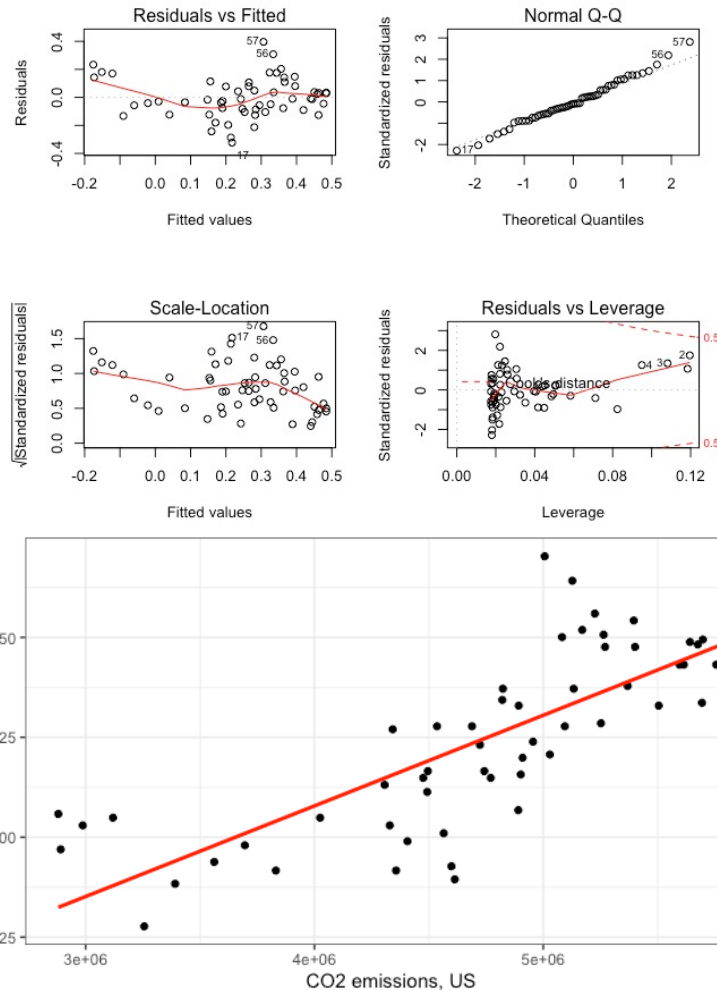 Residuals vs Fitted
Residuals
0.4
0.0
-0.4
57
56
17
-0.2 0.0 0.1 0.2 0.3 0.4 0.5
Fitted values
Normal Q-Q
Standardized residuals
3
2
1
0
-2
57
56
17
-2 -1 0 1 2
Theoretical Quantiles
Scale-Location
√|Standardized residuals|
1.5
1.0
0.5
0.0
57
17
56
-0.2 0.0 0.1 0.2 0.3 0.4 0.5
Fitted values
Residuals vs Leverage
Standardized residuals
2
0
-2
0.5
2
3
4
distance
0.5
0.00 0.04 0.08 0.12
Leverage
50
25
00
25
3e+06 4e+06 5e+06
CO2 emissions, US